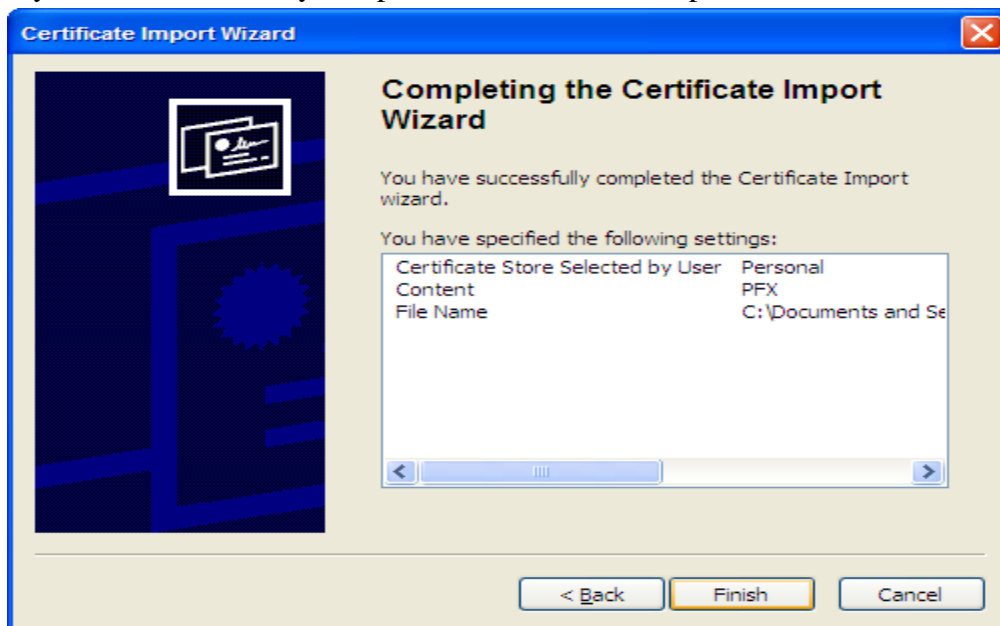 Certificate Import Wizard
Completing the Certificate Import
Wizard
You have successfully completed the Certificate Import
wizard.
You have specified the following settings:
Certificate Store Selected by User Personal
Content PFX
File Name C:\Documents and Se
< Back Finish Cancel